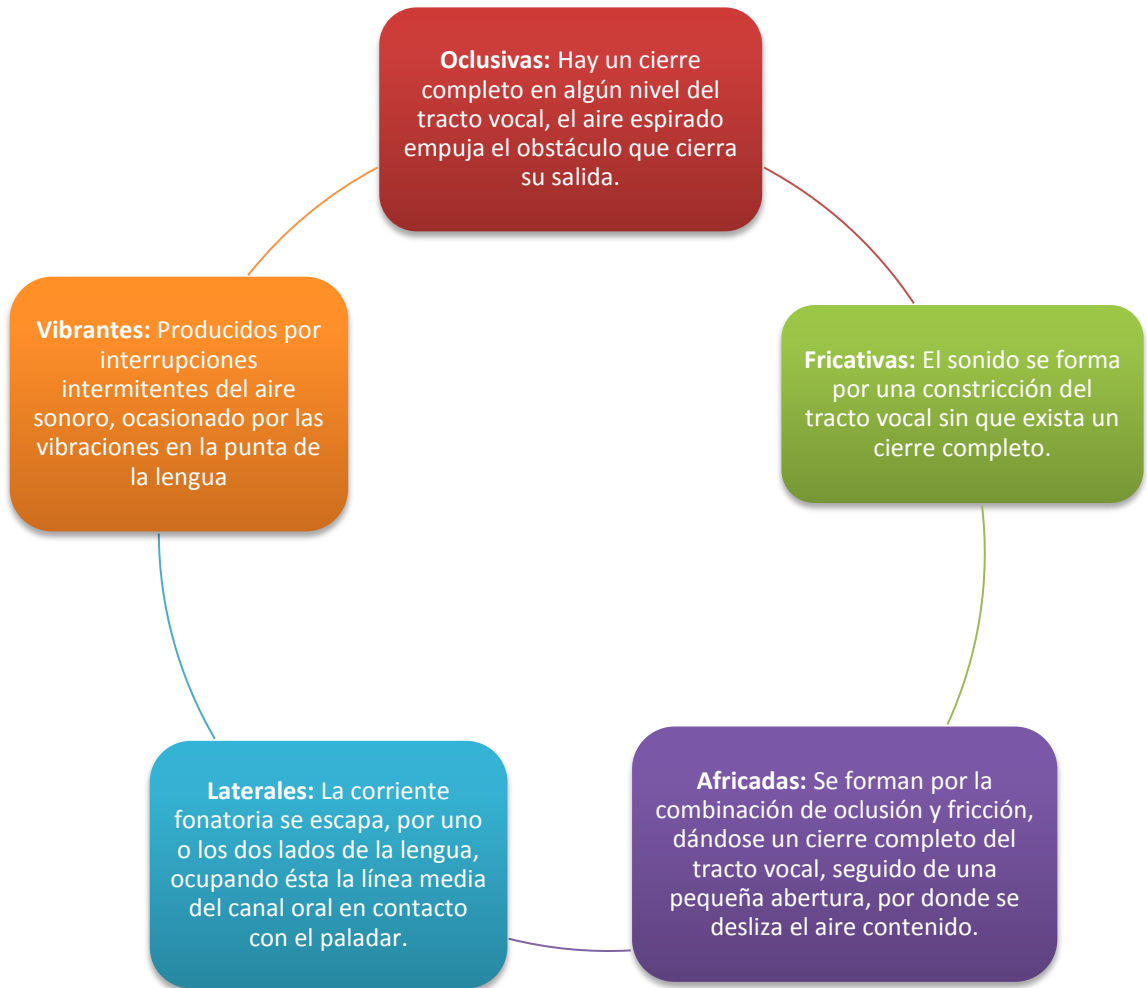 Oclusivas: Hay un cierre
completo en algún nivel del
tracto vocal, el aire espirado
empuja el obstáculo que cierra
su salida.
Fricativas: El sonido se forma
por una constricción del
tracto vocal sin que exista un
cierre completo.
Africadas: Se forman por la
combinación de oclusión y fricción,
dándose un cierre completo del
tracto vocal, seguido de una
pequeña abertura, por donde se
desliza el aire contenido.
Laterales: La corriente
fonatoria se escapa, por uno
o los dos lados de la lengua,
ocupando ésta la línea media
del canal oral en contacto
con el paladar.
Vibrantes: Producidos por
interrupciones
intermitentes del aire
sonoro, ocasionado por las
vibraciones en la punta de
la lengua